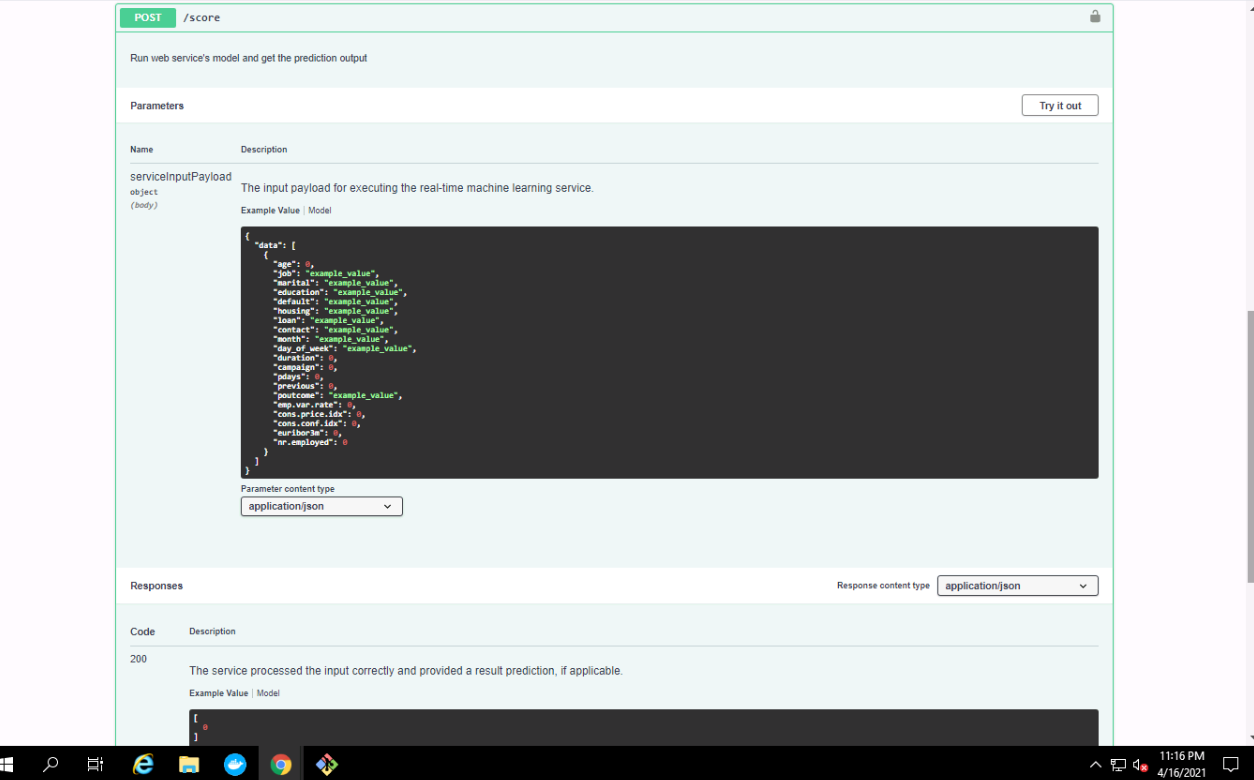 POST /score
Run web service's model and get the prediction output
Parameters Try it out
Name Description
serviceInputPayload
object
(body)
The input payload for executing the real-time machine learning service.
Example Value | Model
{
"data": [
{
"age": 0,
"job": "example_value",
"marital": "example_value",
"education": "example_value",
"default": "example_value",
"housing": "example_value",
"loan": "example_value",
"contact": "example_value",
"month": "example_value",
"day_of_week": "example_value",
"duration": 0,
"campaign": 0,
"pdays": 0,
"previous": 0,
"poutcome": "example_value",
"emp.var.rate": 0,
"cons.price.idx": 0,
"cons.conf.idx": 0,
"euribor3m": 0,
"nr.employed": 0
}
]
}
Parameter content type
application/json
Responses Response content type application/json
Code Description
200
The service processed the input correctly and provided a result prediction, if applicable.
Example Value | Model
[
0
]
11:16 PM
4/16/2021